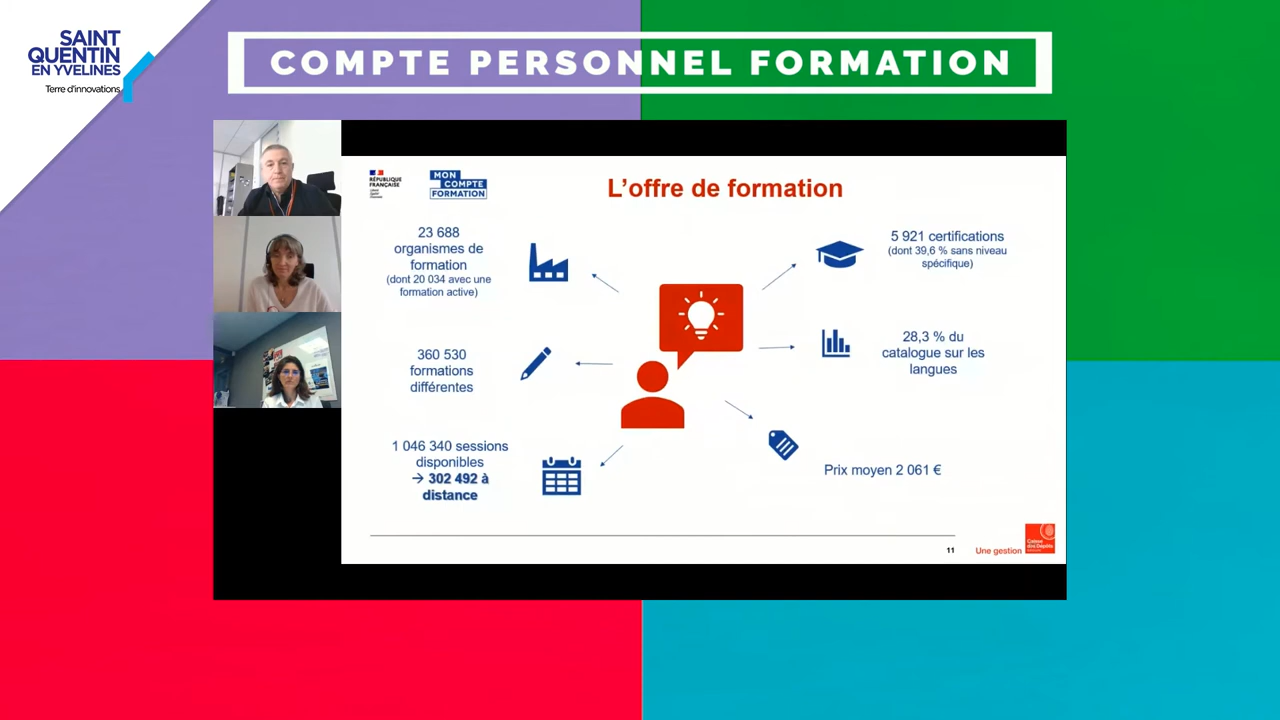 SAINT
QUENTIN
EN YVELINES
Terre d'innovations
COMPTE PERSONNEL FORMATION
RÉPUBLIQUE
FRANÇAISE
MON
COMPTE
FORMATION
L'offre de formation
23 688
organismes de
formation
(dont 20 034 avec une
formation active)
360 530
formations
différentes
1 046 340 sessions
disponibles
→ 302 492 à
distance
5 921 certifications
(dont 39,6 % sans niveau
spécifique)
28,3 % du
catalogue sur les
langues
Prix moyen 2 061 €
11
Une gestion
Caisse
des Dépôts